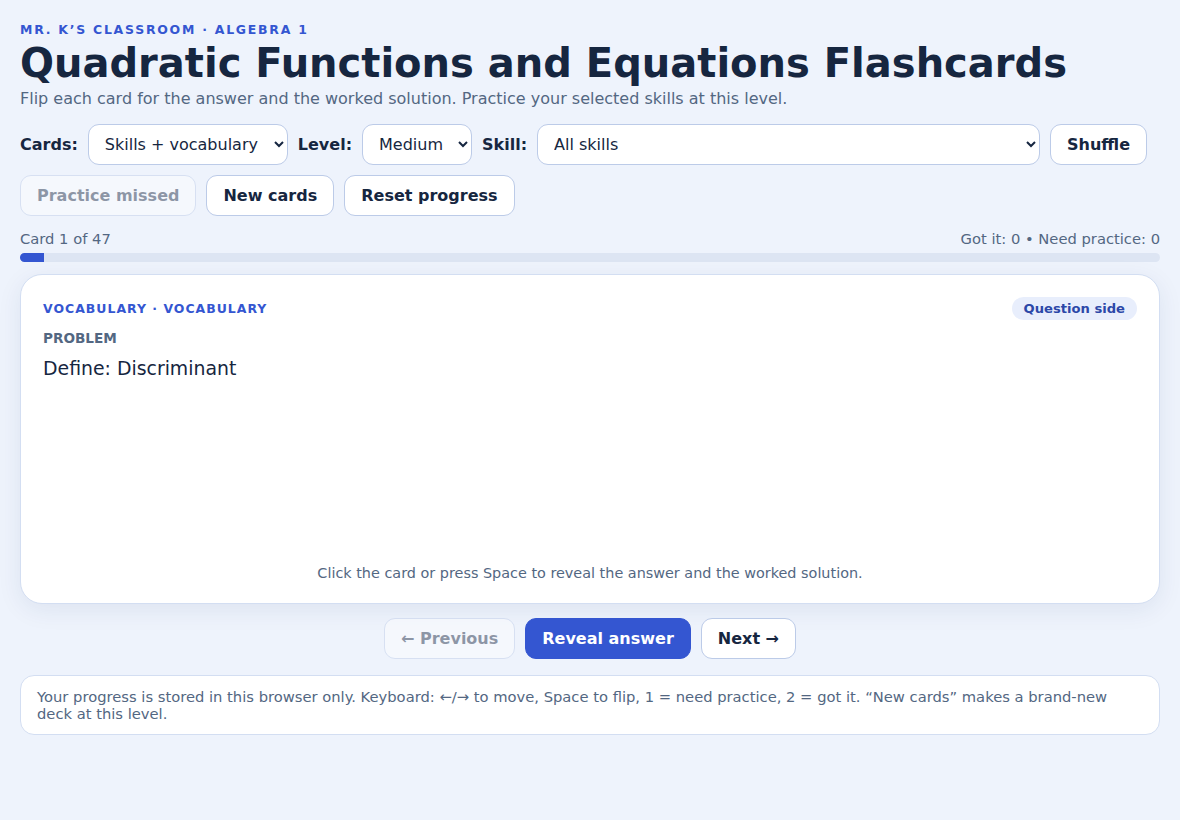 MR. K’S CLASSROOM · ALGEBRA 1
Quadratic Functions and Equations Flashcards
Flip each card for the answer and the worked solution. Practice your selected skills at this level.
Cards: Skills + vocabulary Level: Medium Skill: All skills Shuffle
Practice missed New cards Reset progress
Card 1 of 47 Got it: 0 • Need practice: 0
VOCABULARY · VOCABULARY Question side
PROBLEM
Define: Discriminant
Click the card or press Space to reveal the answer and the worked solution.
← Previous Reveal answer Next →
Your progress is stored in this browser only. Keyboard: ←/→ to move, Space to flip, 1 = need practice, 2 = got it. “New cards” makes a brand-new
deck at this level.